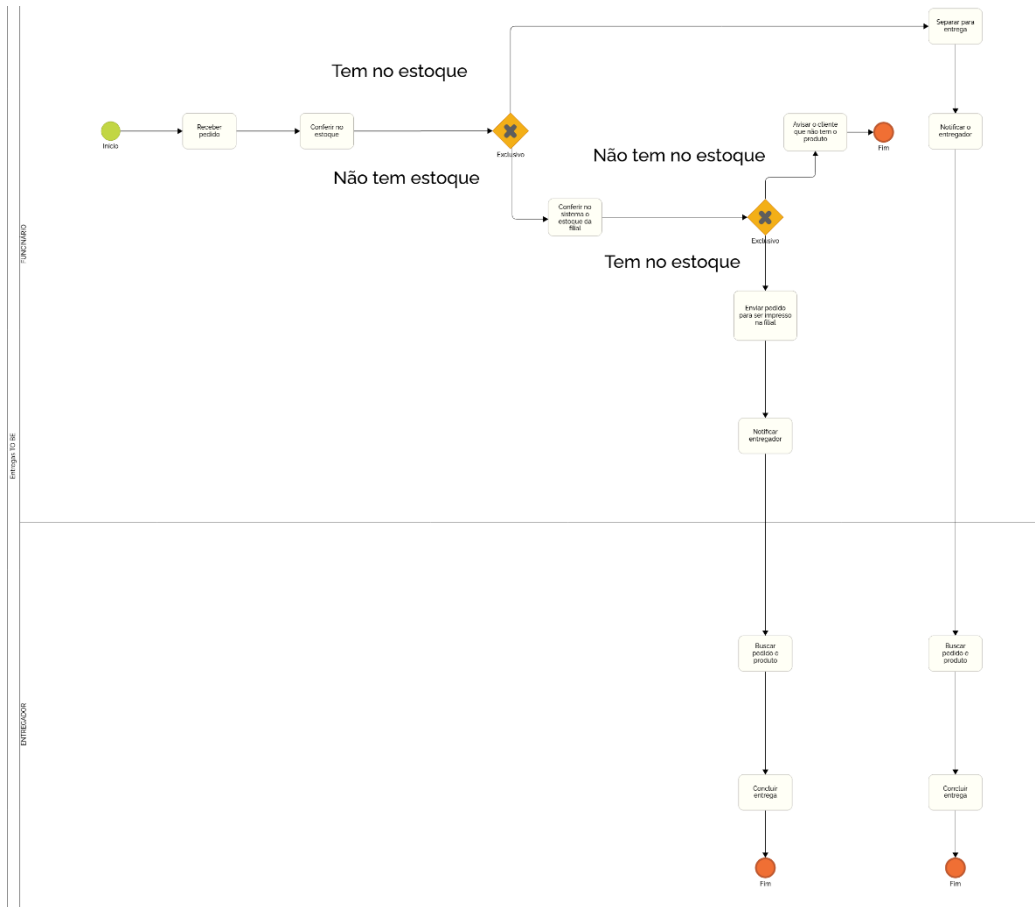 Separar para
entrega
Tem no estoque
Início
Receber
pedido
Conferir no
estoque
Exclusivo
Avisar o cliente
que não tem o
produto
Fim
Notificar o
entregador
Não tem no estoque
Não tem estoque
Conferir no
sistema o
estoque da
filial
Exclusivo
Tem no estoque
FUNCINÁRIO
Enviar pedido
para ser impresso
na filial
Notificar
entregador
Entregas TO BE
ENTREGADOR
Buscar
pedido e
produto
Buscar
pedido e
produto
Concluir
entrega
Concluir
entrega
Fim
Fim